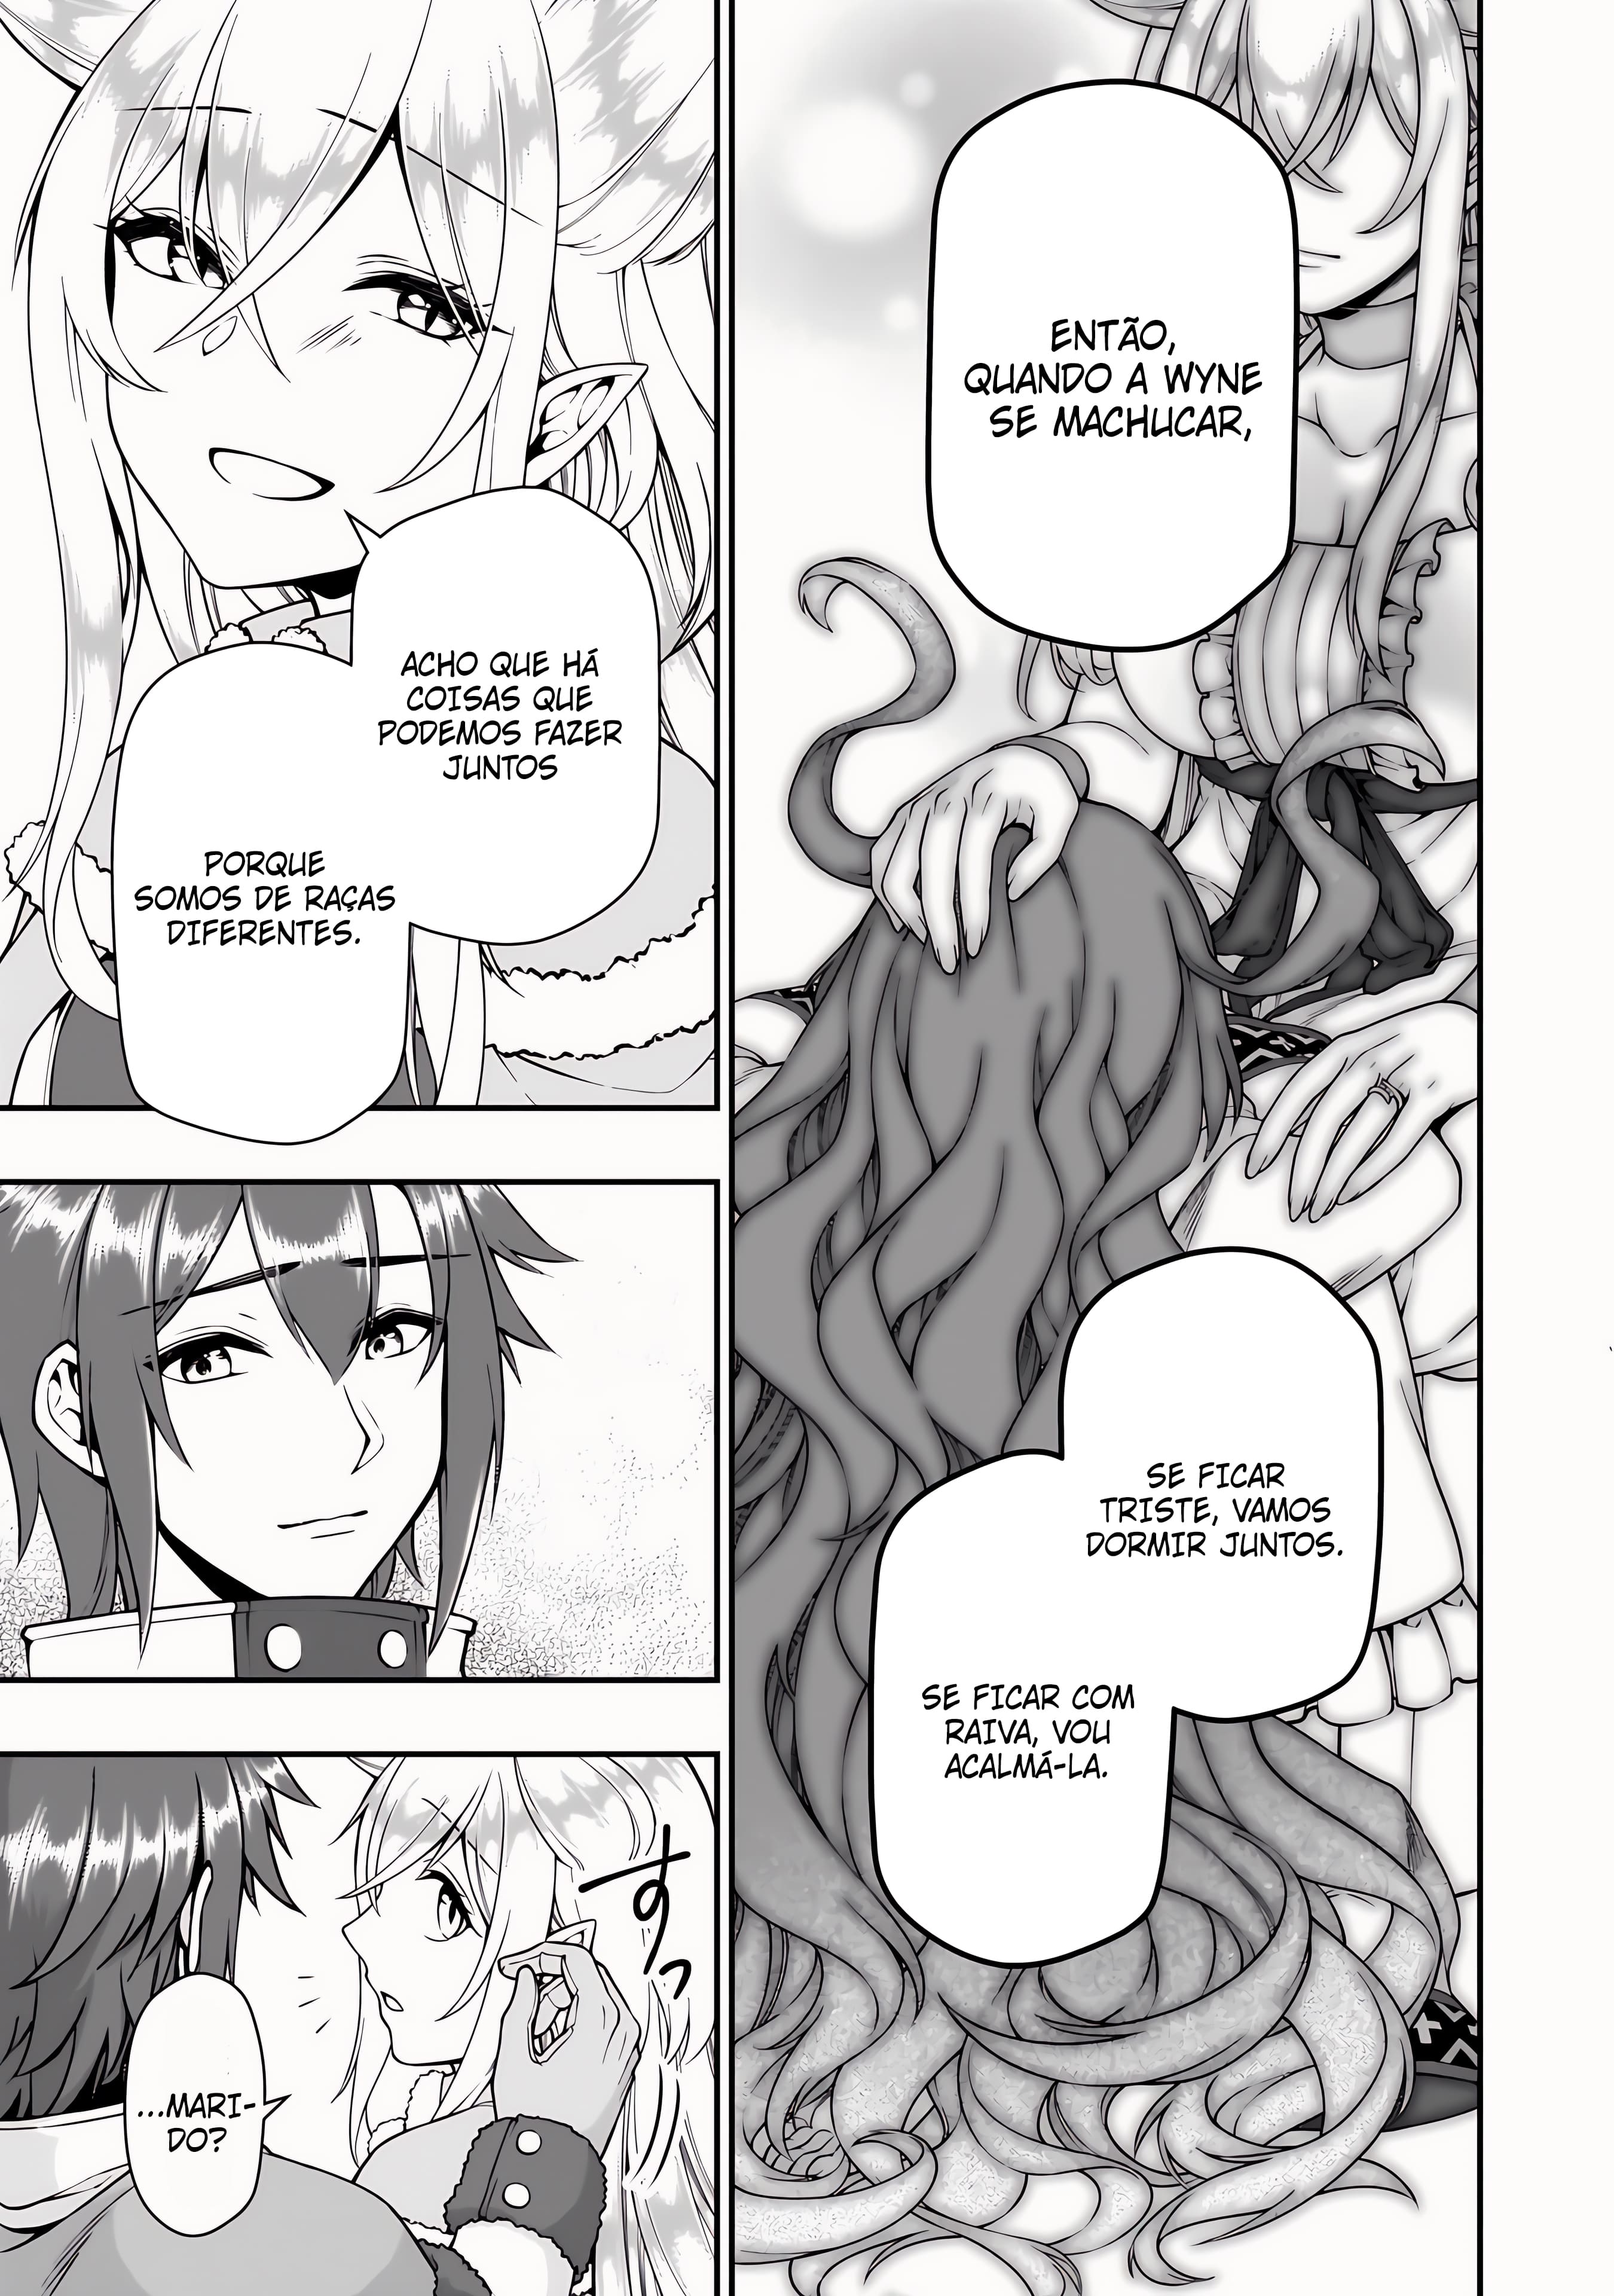 ENTÃO,
QUANDO A WYNE
SE MACHUCAR,
SE FICAR
TRISTE, VAMOS
DORMIR JUNTOS.
SE FICAR COM
RAIVA, VOU
ACALMÁ-LA.
ACHO QUE HÁ
COISAS QUE
PODEMOS FAZER
JUNTOS
PORQUE
SOMOS DE RAÇAS
DIFERENTES.
すっ
...MARI-
DO?